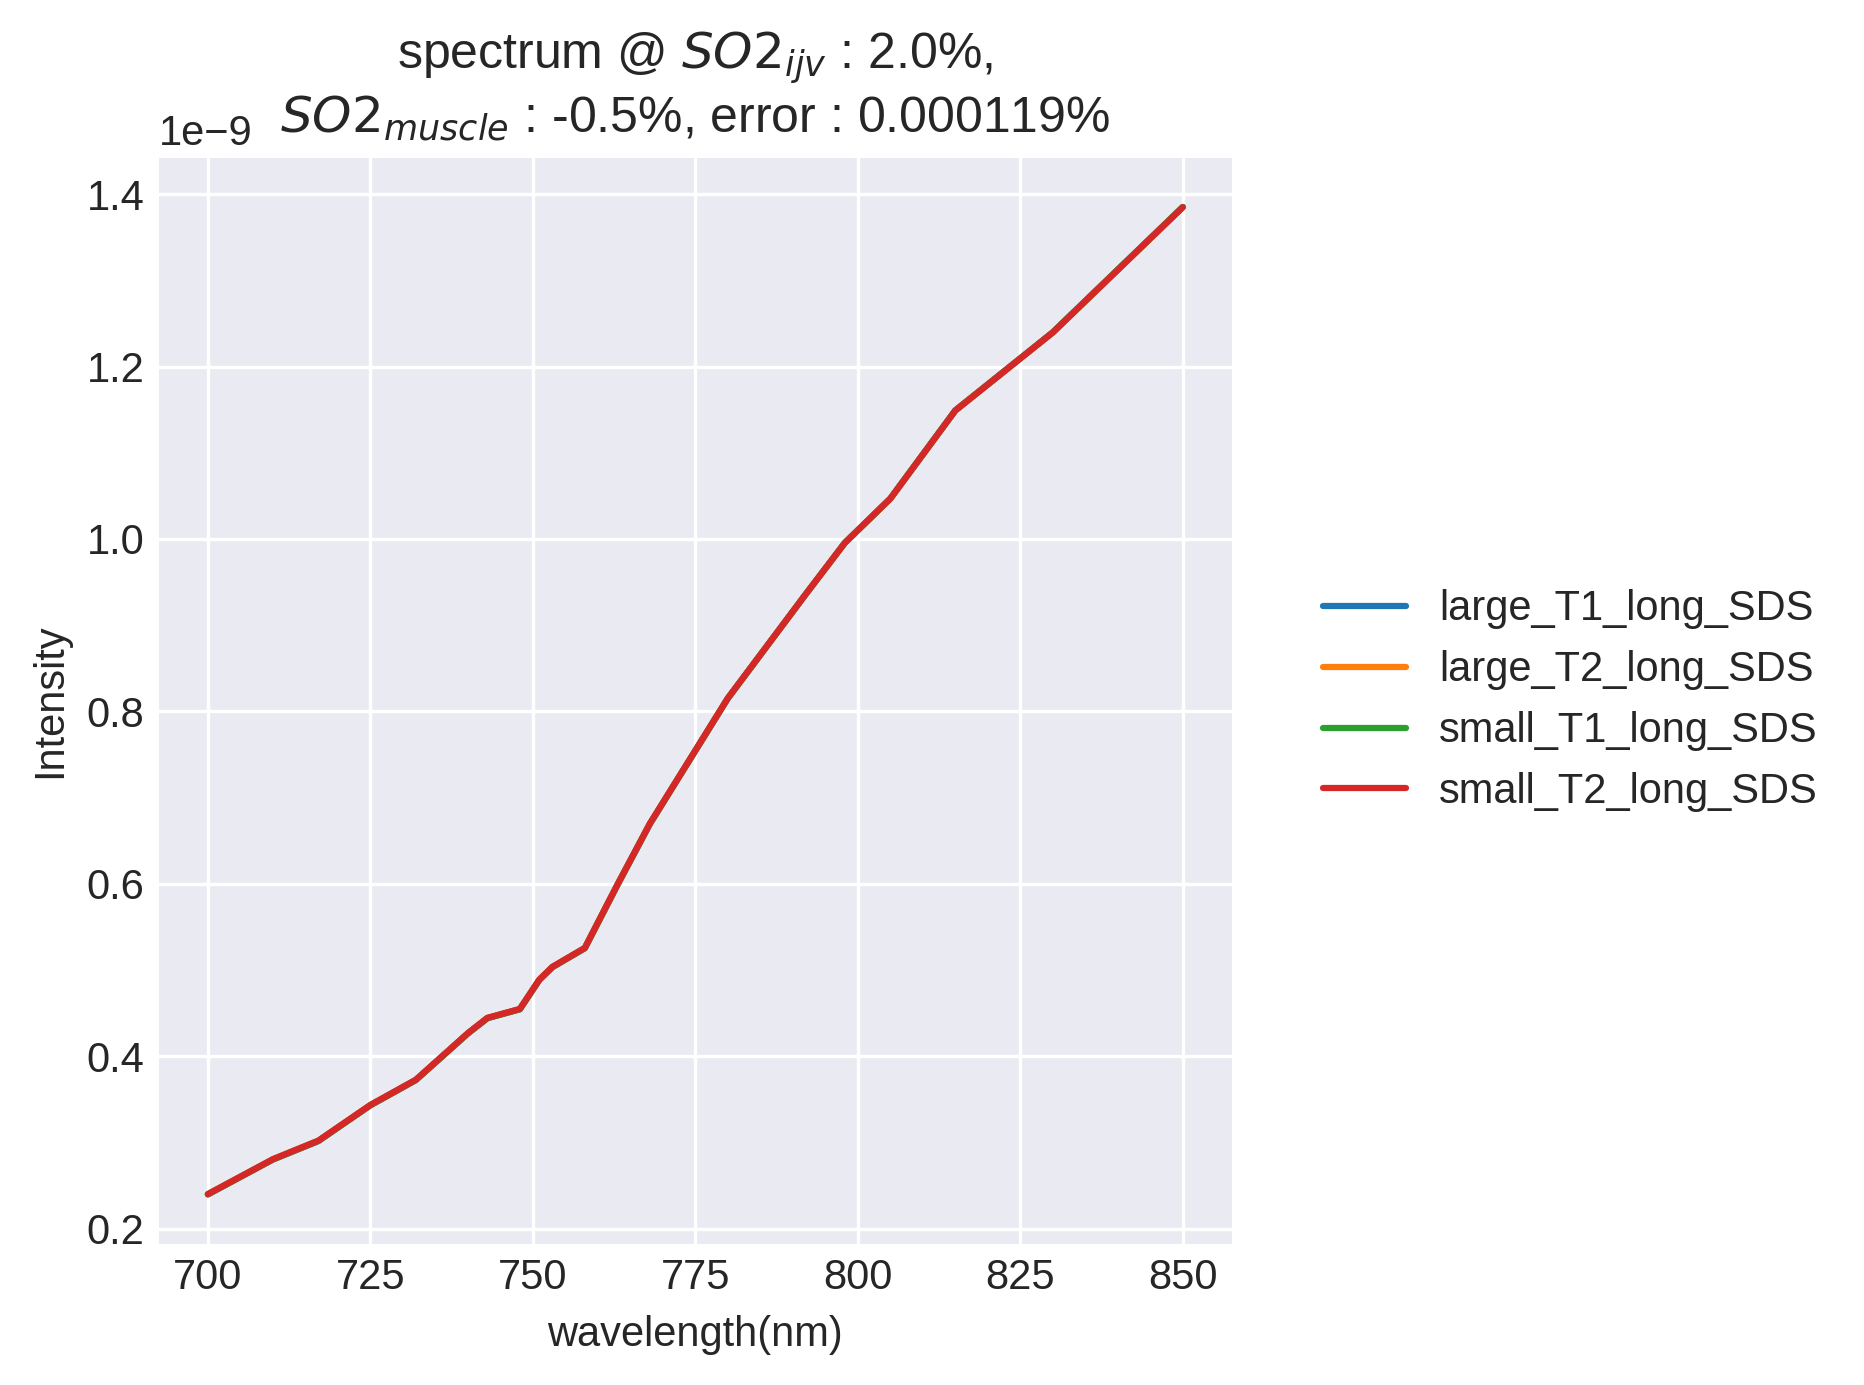 spectrum @ SO2ijv : 2.0%,
SO2muscle : -0.5%, error : 0.000119%
1e−9
1.4
1.2
1.0
0.8
0.6
0.4
0.2
Intensity
700 725 750 775 800 825 850
wavelength(nm)
large_T1_long_SDS
large_T2_long_SDS
small_T1_long_SDS
small_T2_long_SDS